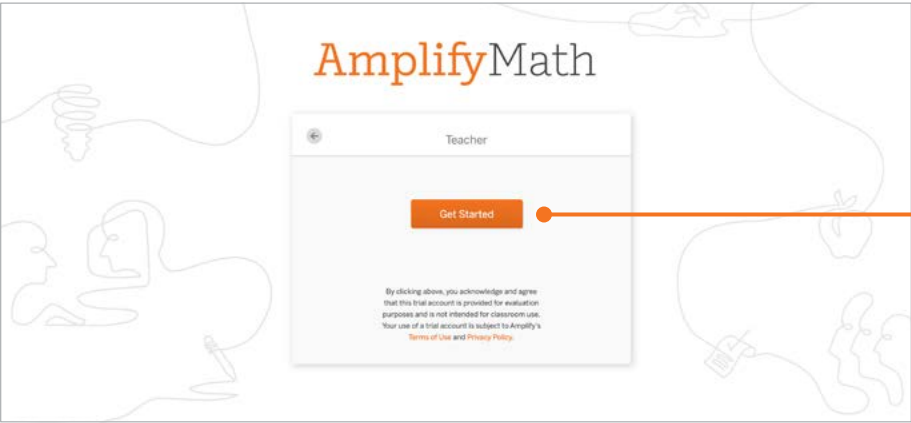 AmplifyMath
Teacher
Get Started
By clicking above, you acknowledge and agree
that this trial account is provided for evaluation
purposes and is not intended for classroom use.
Your use of a trial account is subject to Amplify's
Terms of Use and Privacy Policy.